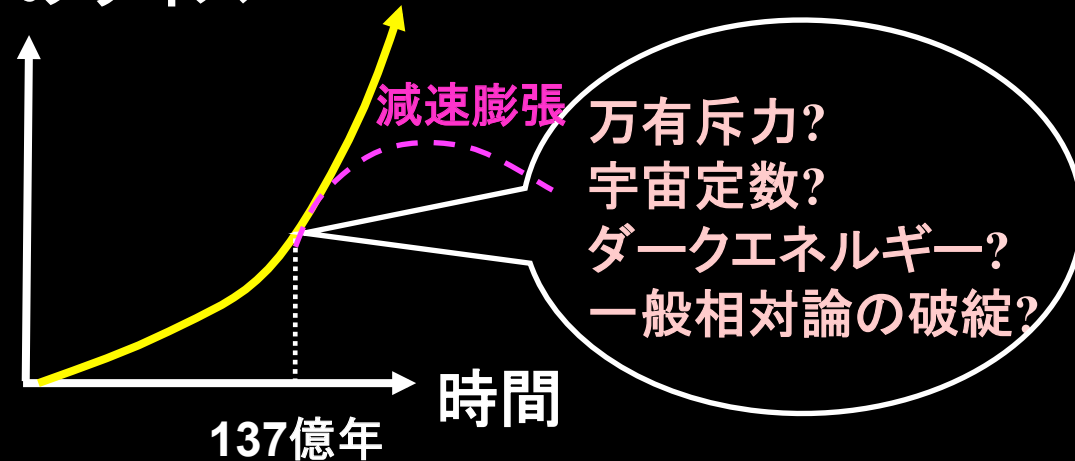 減速膨張
万有斥力?
宇宙定数?
ダークエネルギー?
一般相対論の破綻?
時間
137億年